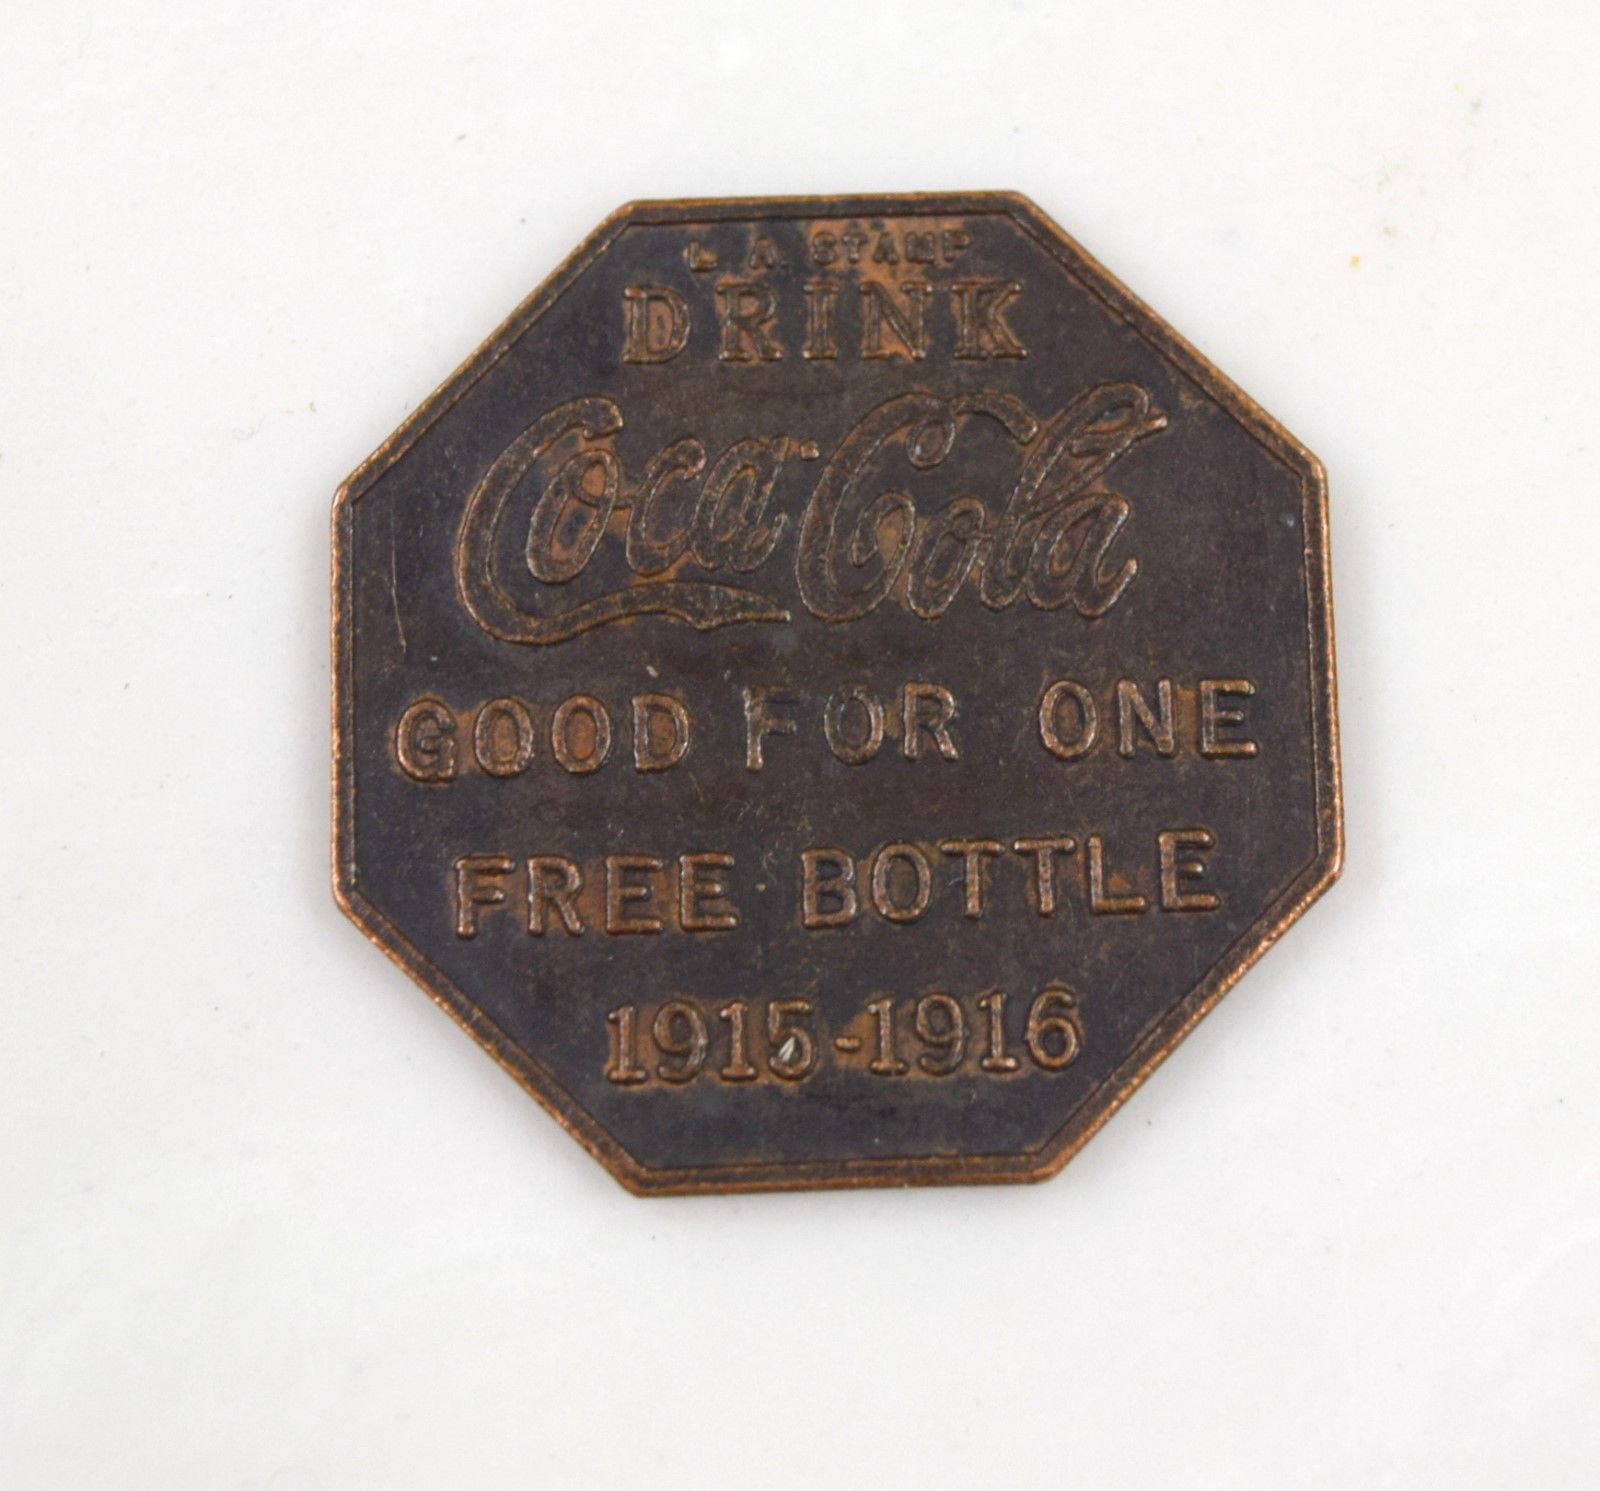 L. A. STAMP
DRINK
Coca-Cola
GOOD FOR ONE
FREE BOTTLE
1915-1916